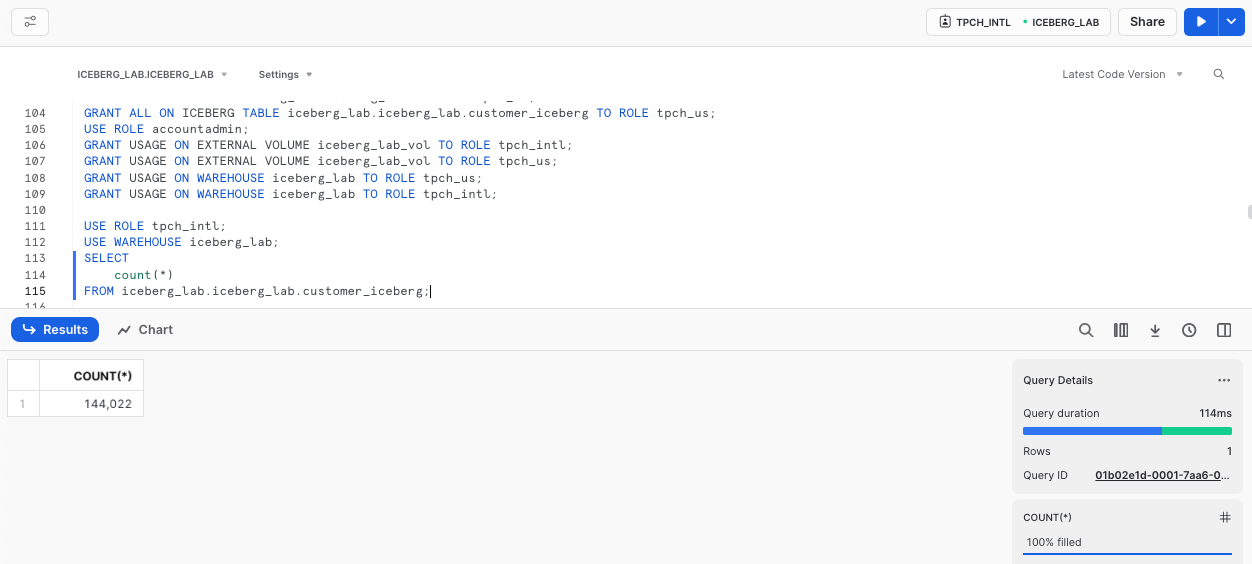 TPCH_INTL • ICEBERG_LAB Share
ICEBERG_LAB.ICEBERG_LAB Settings Latest Code Version
104 GRANT ALL ON ICEBERG TABLE iceberg_lab.iceberg_lab.customer_iceberg TO ROLE tpch_us;
105 USE ROLE accountadmin;
106 GRANT USAGE ON EXTERNAL VOLUME iceberg_lab_vol TO ROLE tpch_intl;
107 GRANT USAGE ON EXTERNAL VOLUME iceberg_lab_vol TO ROLE tpch_us;
108 GRANT USAGE ON WAREHOUSE iceberg_lab TO ROLE tpch_us;
109 GRANT USAGE ON WAREHOUSE iceberg_lab TO ROLE tpch_intl;
110
111 USE ROLE tpch_intl;
112 USE WAREHOUSE iceberg_lab;
113 SELECT
114 count(*)
115 FROM iceberg_lab.iceberg_lab.customer_iceberg;
116
Results Chart
COUNT(*)
1 144,022
Query Details ...
Query duration 114ms
Rows 1
Query ID 01b02e1d-0001-7aa6-0...
COUNT(*) #
100% filled